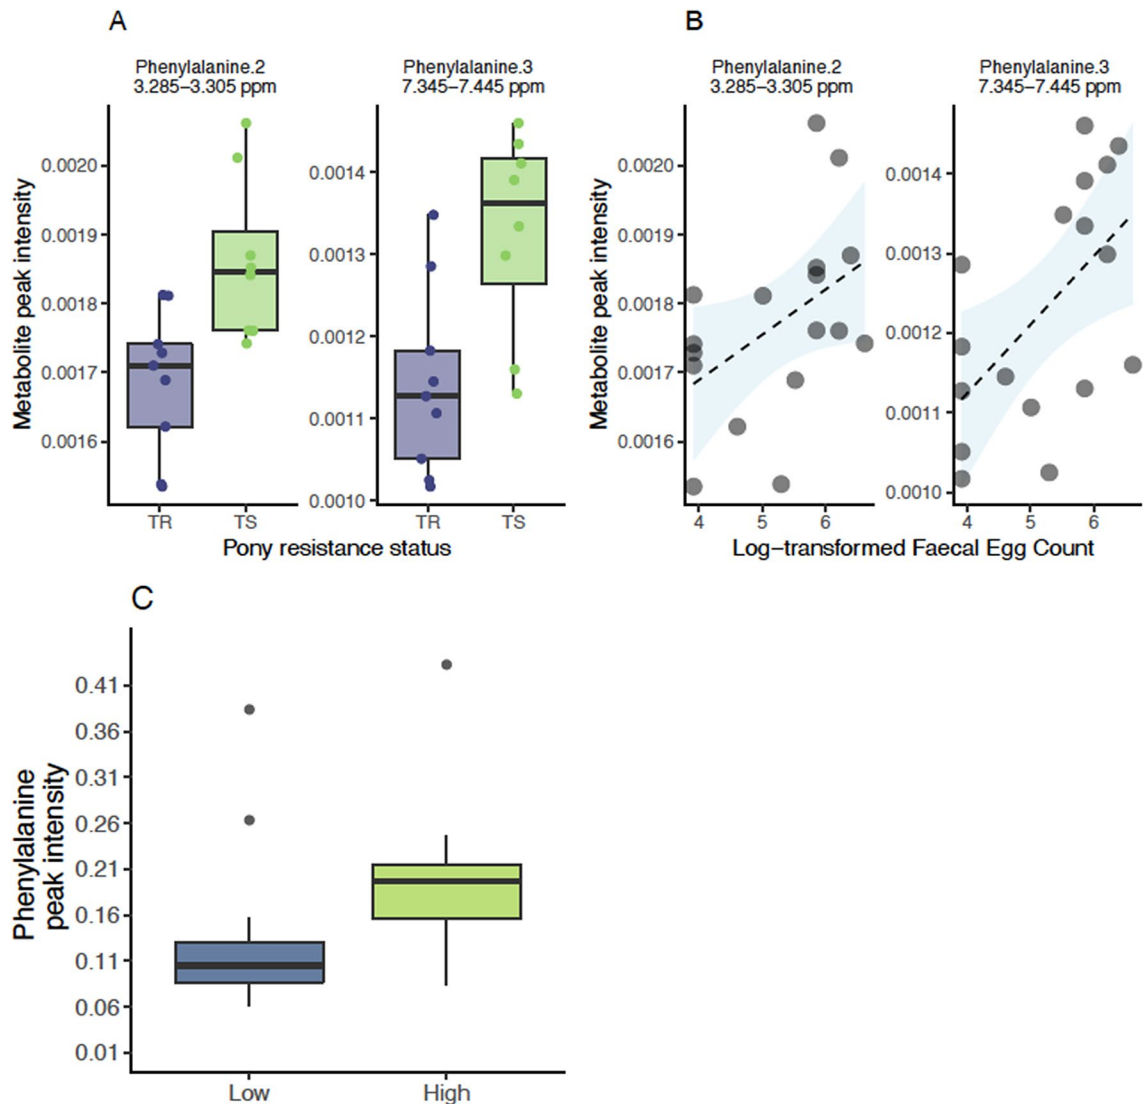 A
Phenylalanine.2
3.285–3.305 ppm
Phenylalanine.3
7.345–7.445 ppm
Metabolite peak intensity
0.0020
0.0019
0.0018
0.0017
0.0016
0.0014
0.0013
0.0012
0.0011
0.0010
TR
TS
TR
TS
Pony resistance status
B
Phenylalanine.2
3.285–3.305 ppm
Phenylalanine.3
7.345–7.445 ppm
Metabolite peak intensity
0.0020
0.0019
0.0018
0.0017
0.0016
0.0014
0.0013
0.0012
0.0011
0.0010
4
5
6
4
5
6
Log–transformed Faecal Egg Count
C
Phenylalanine
peak intensity
0.41
0.36
0.31
0.26
0.21
0.16
0.11
0.06
0.01
Low
High